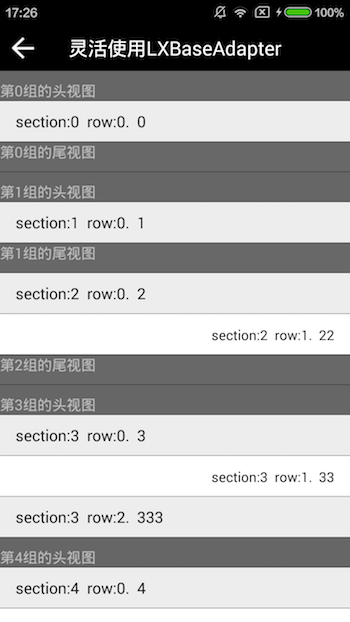 17:26
100%
灵活使用LXBaseAdapter
第0组的头视图
section:0 row:0. 0
第0组的尾视图
第1组的头视图
section:1 row:0. 1
第1组的尾视图
section:2 row:0. 2
section:2 row:1. 22
第2组的尾视图
第3组的头视图
section:3 row:0. 3
section:3 row:1. 33
section:3 row:2. 333
第4组的头视图
section:4 row:0. 4